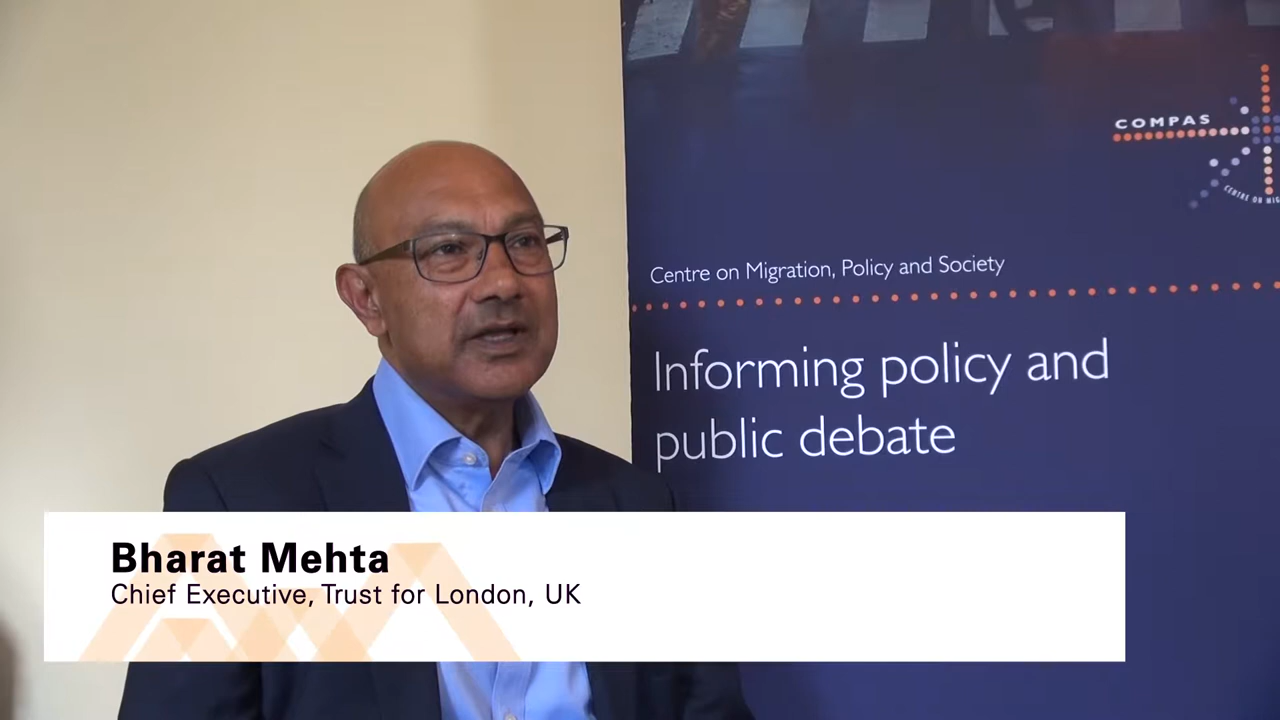 COMPAS
Centre on Migration, Policy and Society
Informing policy and
public debate
Bharat Mehta
Chief Executive, Trust for London, UK